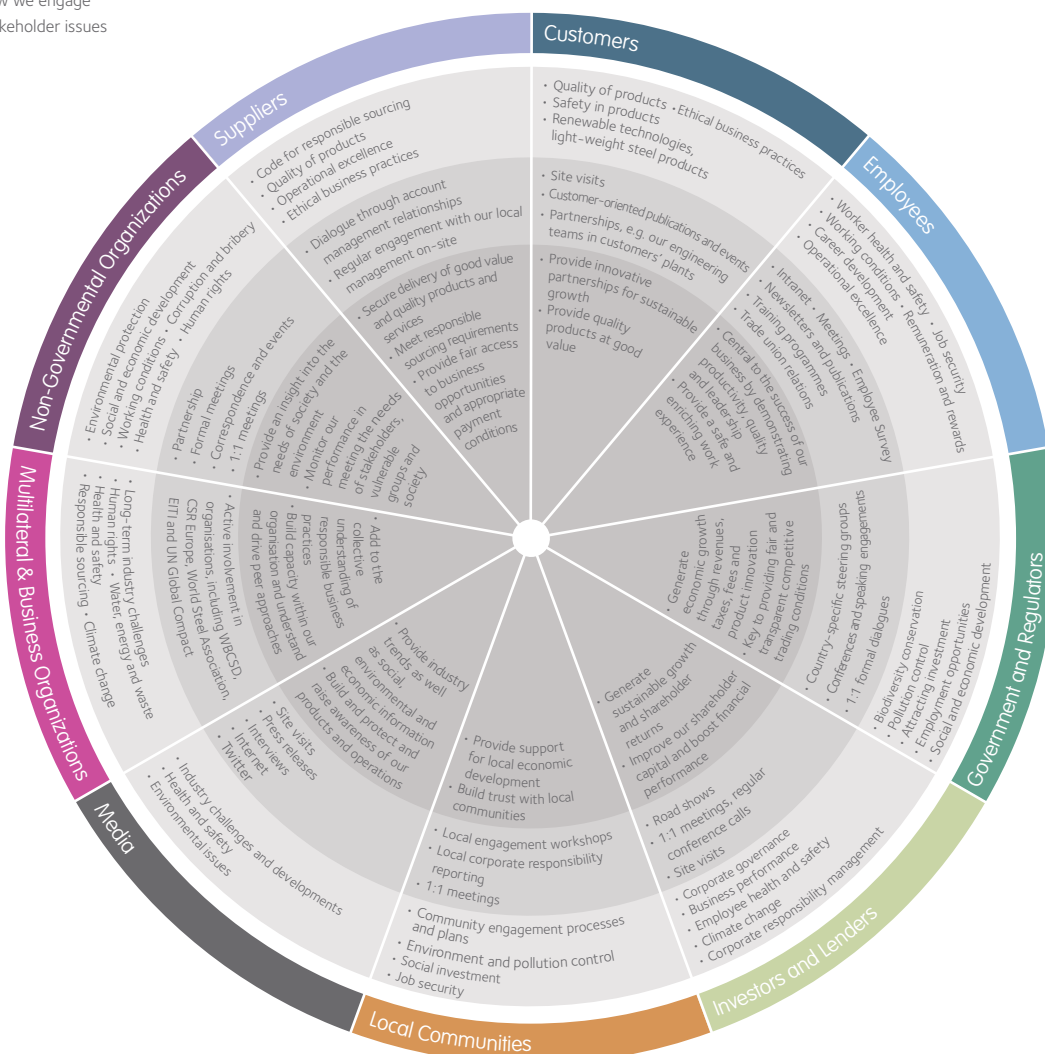 w we engage
akeholder issues
Customers
• Quality of products • Ethical business practices
• Safety in products
• Renewable technologies,
light-weight steel products
• Site visits
• Customer-oriented publications and events
• Partnerships, e.g. our engineering
teams in customers' plants
• Provide innovative
partnerships for sustainable
growth
• Provide quality
products at good
value
Employees
• Worker health and safety • Job security
• Working conditions • Remuneration and rewards
• Career development
• Operational excellence
• Intranet • Meetings • Employee Survey
• Newsletters and publications
• Training programmes
• Trade union relations
• Central to the success of our
business by demonstrating
productivity, quality
and leadership
• Provide a safe and
enriching work
experience
Government and Regulators
• Biodiversity conservation
• Pollution control
• Attracting investment
• Employment opportunities
• Social and economic development
• Country-specific steering groups
• Conferences and speaking engagements
• 1:1 formal dialogues
• Generate
economic growth
through revenues,
taxes, fees and
product innovation
• Key to providing fair and
transparent competitive
trading conditions
Investors and Lenders
• Corporate governance
• Business performance
• Employee health and safety
• Climate change
• Corporate responsibility management
• Road shows
• 1:1 meetings, regular
conference calls
• Site visits
• Generate
sustainable growth
and shareholder
returns
• Improve our shareholder
capital and boost financial
performance
Local Communities
• Community engagement processes
and plans
• Environment and pollution control
• Social investment
• Job security
• Local engagement workshops
• Local corporate responsibility
reporting
• 1:1 meetings
• Provide support
for local economic
development
• Build trust with local
communities
Media
• Industry challenges and developments
• Health and safety
• Environmental issues
• Site visits
• Press releases
• Interviews
• Internet
• Twitter
• Provide industry
trends as well
as social,
environmental and
economic information
• Build and protect and
raise awareness of our
products and operations
Multilateral & Business Organizations
• Long-term industry challenges
• Human rights • Water, energy and waste
• Health and safety
• Responsible sourcing • Climate change
• Active involvement in
organisations, including WBCSD,
CSR Europe, World Steel Association,
EITI and UN Global Compact
• Add to the
colective
understanding of
responsible business
practices
• Build capacity within our
organisation and understand
and drive peer approaches
Non-Governmental Organizations
• Environmental protection
• Social and economic development
• Working conditions • Corruption and bribery
• Health and safety • Human rights
• Partnership
• Formal meetings
• Correspondence and events
• 1:1 meetings
• Provide an insight into the
needs of society and the
environment
• Monitor our
performance in
meeting the needs
of stakeholders,
vulnerable
groups and
society
Suppliers
• Code for responsible sourcing
• Quality of products
• Operational excellence
• Ethical business practices
• Dialogue through account
management relationships
• Regular engagement with our local
management on-site
• Secure delivery of good value
and quality products and
services
• Meet responsible
sourcing requirements
• Provide fair access
to business
opportunities
and appropriate
payment
conditions